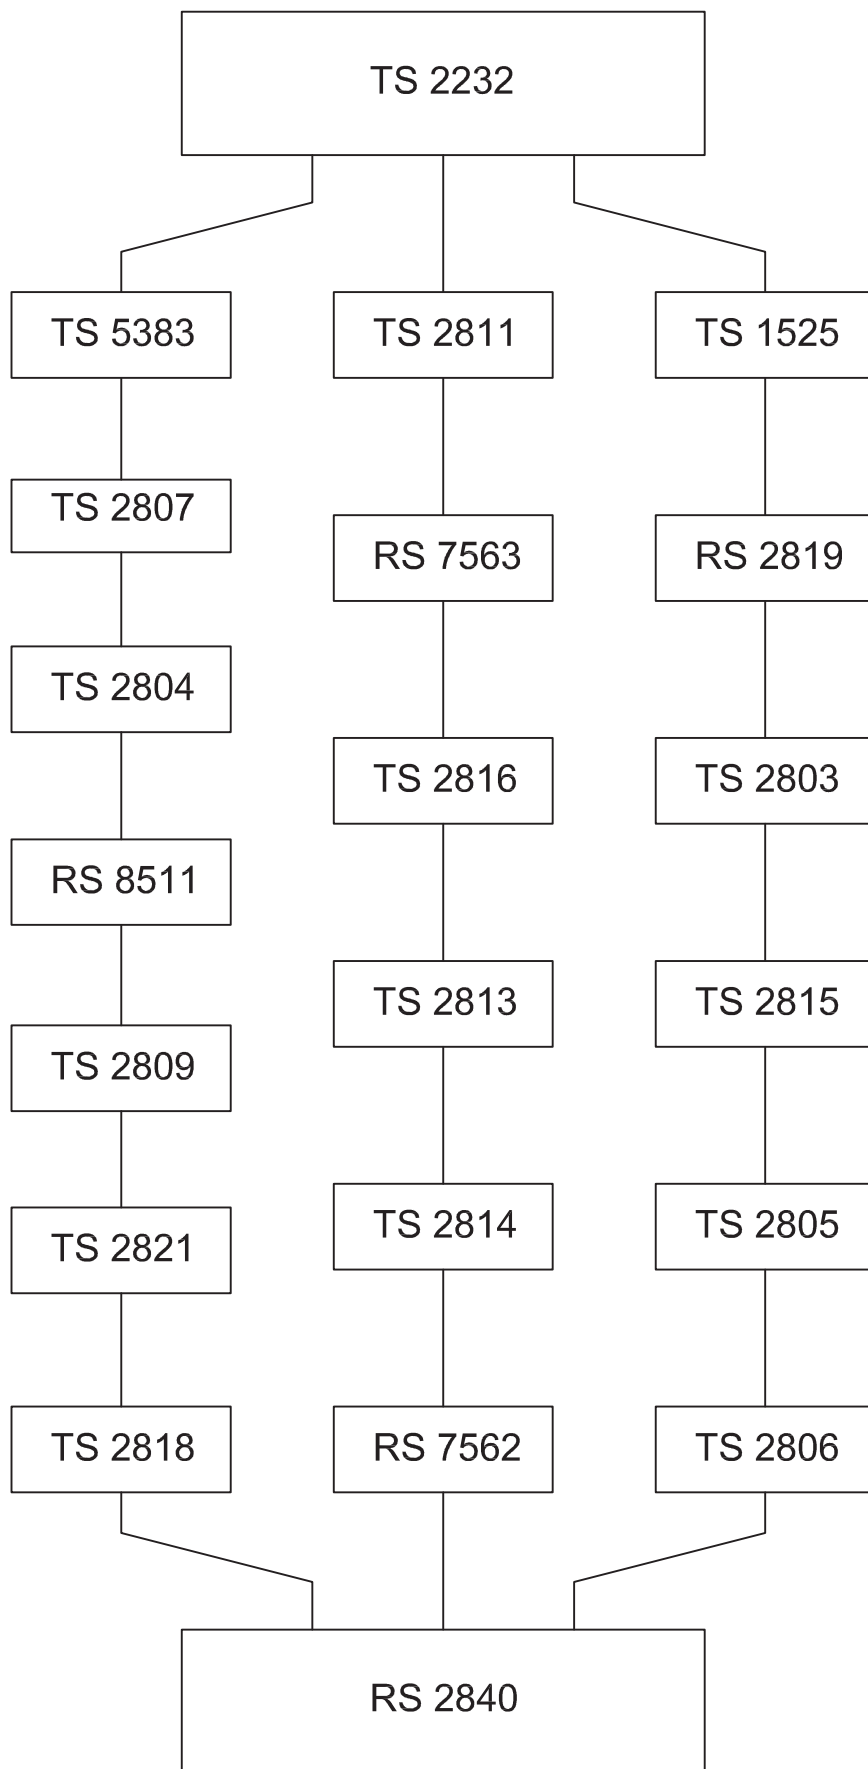 TS 2232
TS 5383
TS 2811
TS 1525
TS 2807
RS 7563
RS 2819
TS 2804
TS 2816
TS 2803
RS 8511
TS 2813
TS 2815
TS 2809
TS 2814
TS 2805
TS 2821
TS 2818
RS 7562
TS 2806
RS 2840